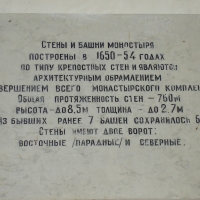 Стены и башни монастыря
построены в 1650-54 годах
по типу крепостных стен и являются
архитектурным обрамлением
вершением всего монастырского комплек
Общая протяженность стен – 760м
высота – до 8,5м толщина – до 2.7м
из бывших ранее 7 башен сохранилось 6
Стены имеют двое ворот:
восточные /парадные/ и северные.